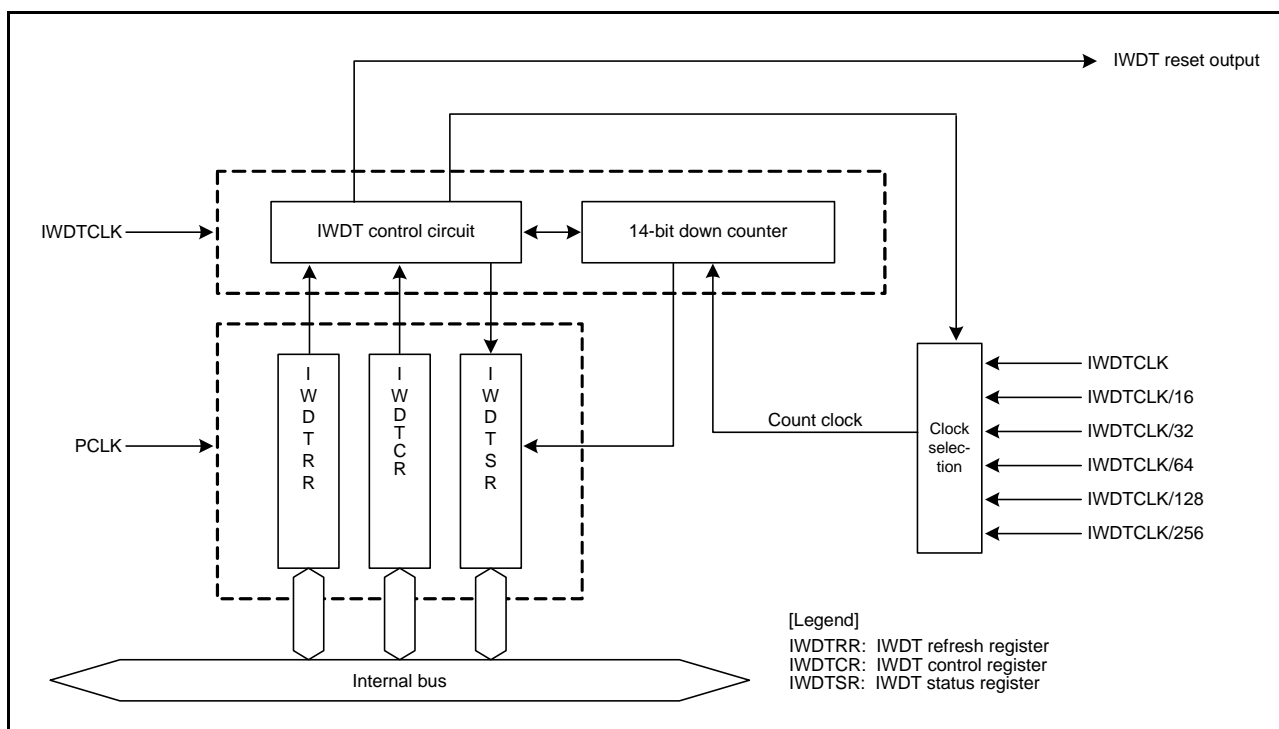 IWDT reset output
IWDTCLK
IWDT control circuit
14-bit down counter
PCLK
IWDTRR
IWDTCR
IWDTSR
Count clock
Clock
selec-
tion
IWDTCLK
IWDTCLK/16
IWDTCLK/32
IWDTCLK/64
IWDTCLK/128
IWDTCLK/256
Internal bus
[Legend]
IWDTRR: IWDT refresh register
IWDTCR: IWDT control register
IWDTSR: IWDT status register